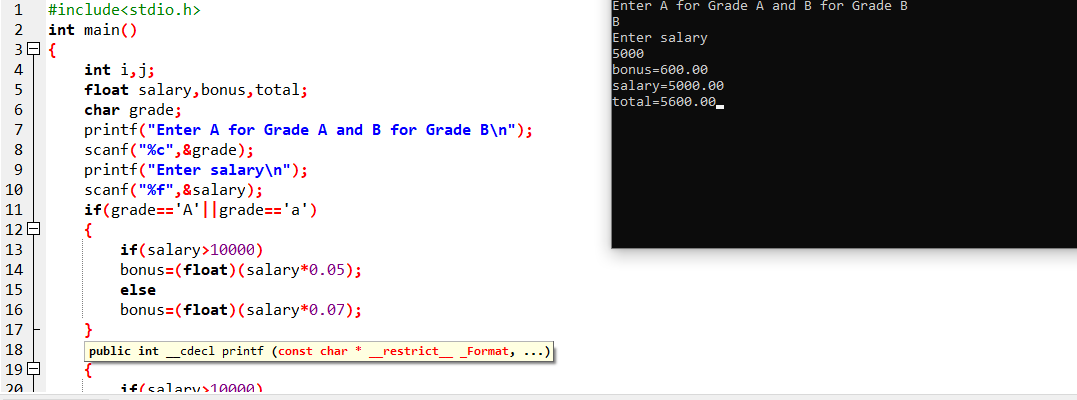 1 #include<stdio.h>
2 int main()
3 {
4 int i,j;
5 float salary,bonus,total;
6 char grade;
7 printf("Enter A for Grade A and B for Grade B\n");
8 scanf("%c",&grade);
9 printf("Enter salary\n");
10 scanf("%f",&salary);
11 if(grade=='A'||grade=='a')
12 {
13 if(salary>10000)
14 bonus=(float)(salary*0.05);
15 else
16 bonus=(float)(salary*0.07);
17 }
18 public int __cdecl printf (const char * __restrict__ _Format, ...)
19 {
20 if(salary>10000)
Enter A for Grade A and B for Grade B
B
Enter salary
5000
bonus=600.00
salary=5000.00
total=5600.00